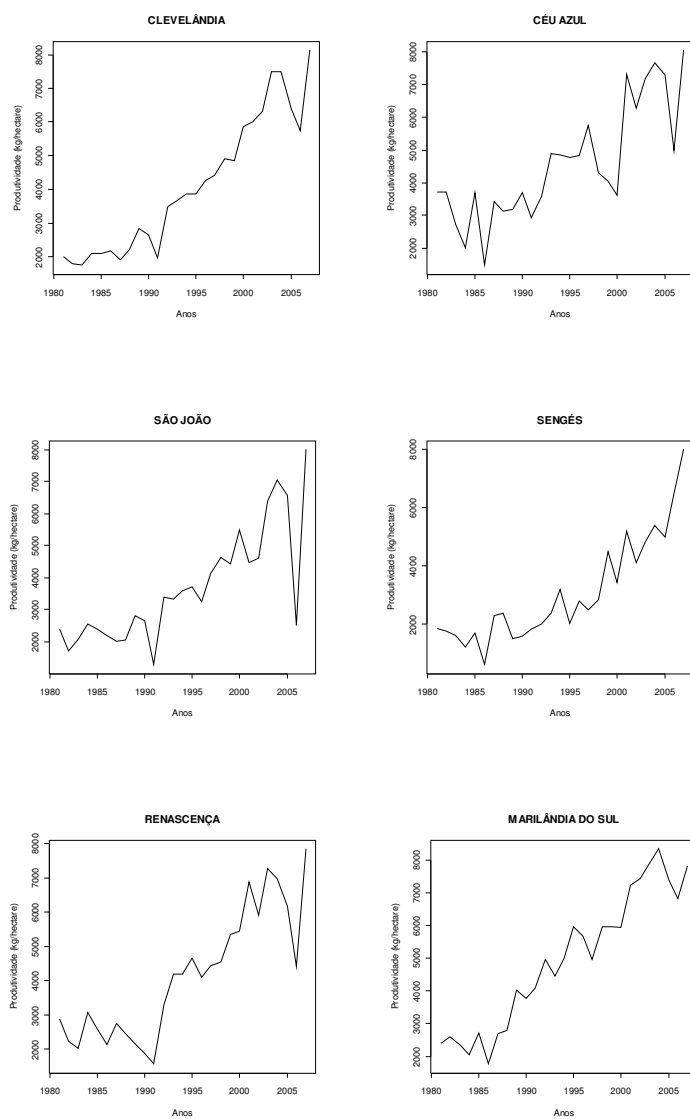 CLEVELÂNDIA
Produtividade (kg/hectare)
2000 3000 4000 5000 6000 7000 8000
1980 1985 1990 1995 2000 2005
Anos
CÉU AZUL
Produtividade (kg/hectare)
2000 3000 4000 5000 6000 7000 8000
1980 1985 1990 1995 2000 2005
Anos
SÃO JOÃO
Produtividade (kg/hectare)
2000 3000 4000 5000 6000 7000 8000
1980 1985 1990 1995 2000 2005
Anos
SENGÉS
Produtividade (kg/hectare)
2000 4000 6000 8000
1980 1985 1990 1995 2000 2005
Anos
RENASCENÇA
Produtividade (kg/hectare)
2000 3000 4000 5000 6000 7000 8000
1980 1985 1990 1995 2000 2005
Anos
MARILÂNDIA DO SUL
Produtividade (kg/hectare)
2000 3000 4000 5000 6000 7000 8000
1980 1985 1990 1995 2000 2005
Anos